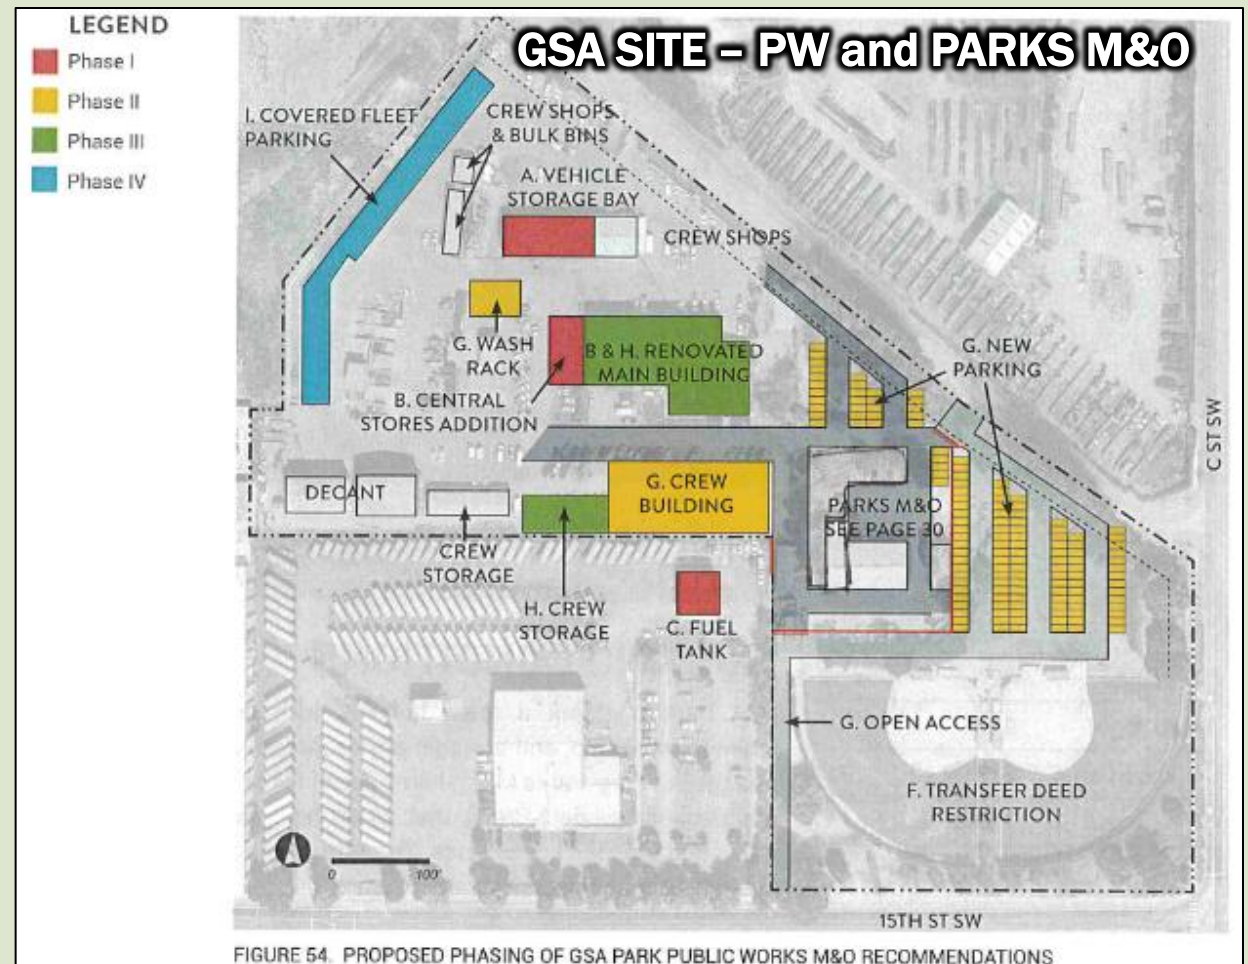 LEGEND
Phase I
Phase II
Phase III
Phase IV
GSA SITE – PW and PARKS M&O
I. COVERED FLEET
PARKING
CREW SHOPS
& BULK BINS
A. VEHICLE
STORAGE BAY
CREW SHOPS
G. WASH
RACK
B & H. RENOVATED
MAIN BUILDING
G. NEW
PARKING
B. CENTRAL
STORES ADDITION
C ST SW
DECANT
G. CREW
BUILDING
PARKS M&O
SEE PAGE 30
CREW
STORAGE
H. CREW
STORAGE
C. FUEL
TANK
G. OPEN ACCESS
F. TRANSFER DEED
RESTRICTION
0 100'
15TH ST SW
FIGURE 54. PROPOSED PHASING OF GSA PARK PUBLIC WORKS M&O RECOMMENDATIONS